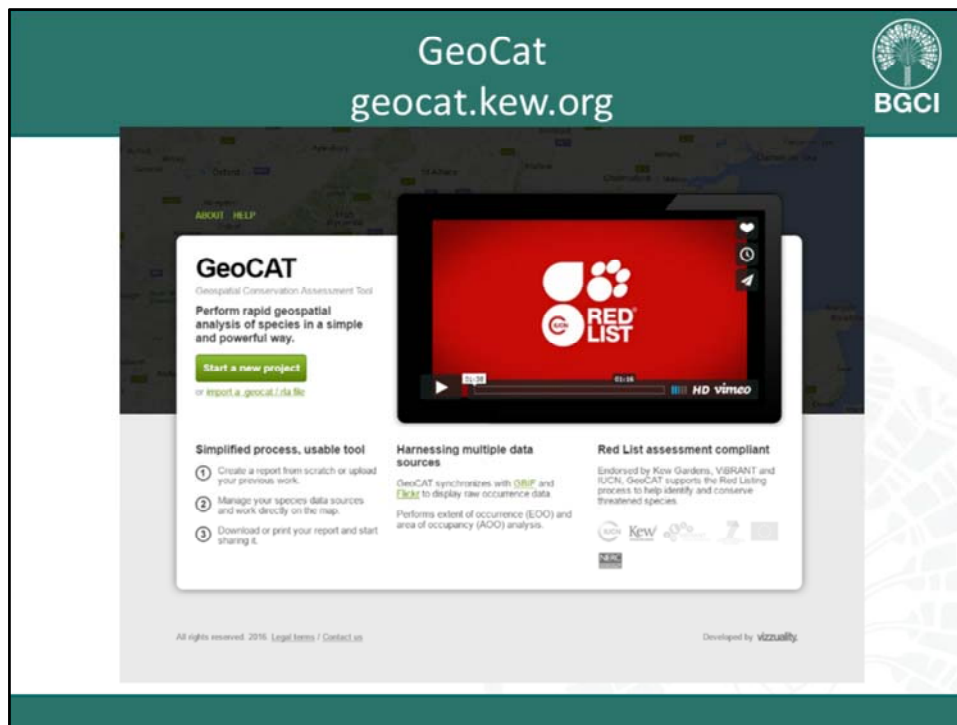 GeoCat
geocat.kew.org
BGCI
Oxford
ABOUT HELP
GeoCAT
Geospatial Conservation Assessment Tool
Perform rapid geospatial
analysis of species in a simple
and powerful way.
Start a new project
or import a .geocat / .rla file
IUCN
RED
LIST
01:16
HD vimeo
Simplified process, usable tool
1 Create a report from scratch or upload
your previous work.
2 Manage your species data sources
and work directly on the map.
3 Download or print your report and start
sharing it.
Harnessing multiple data
sources
GeoCAT synchronizes with GBIF and
Flickr to display raw occurrence data
Performs extent of occurrence (EOO) and
area of occupancy (AOO) analysis.
Red List assessment compliant
Endorsed by Kew Gardens, ViBRANT and
IUCN, GeoCAT supports the Red Listing
process to help identify and conserve
threatened species.
IUCN
Kew
NERC
All rights reserved. 2016. Legal terms / Contact us
Developed by vizzuality.